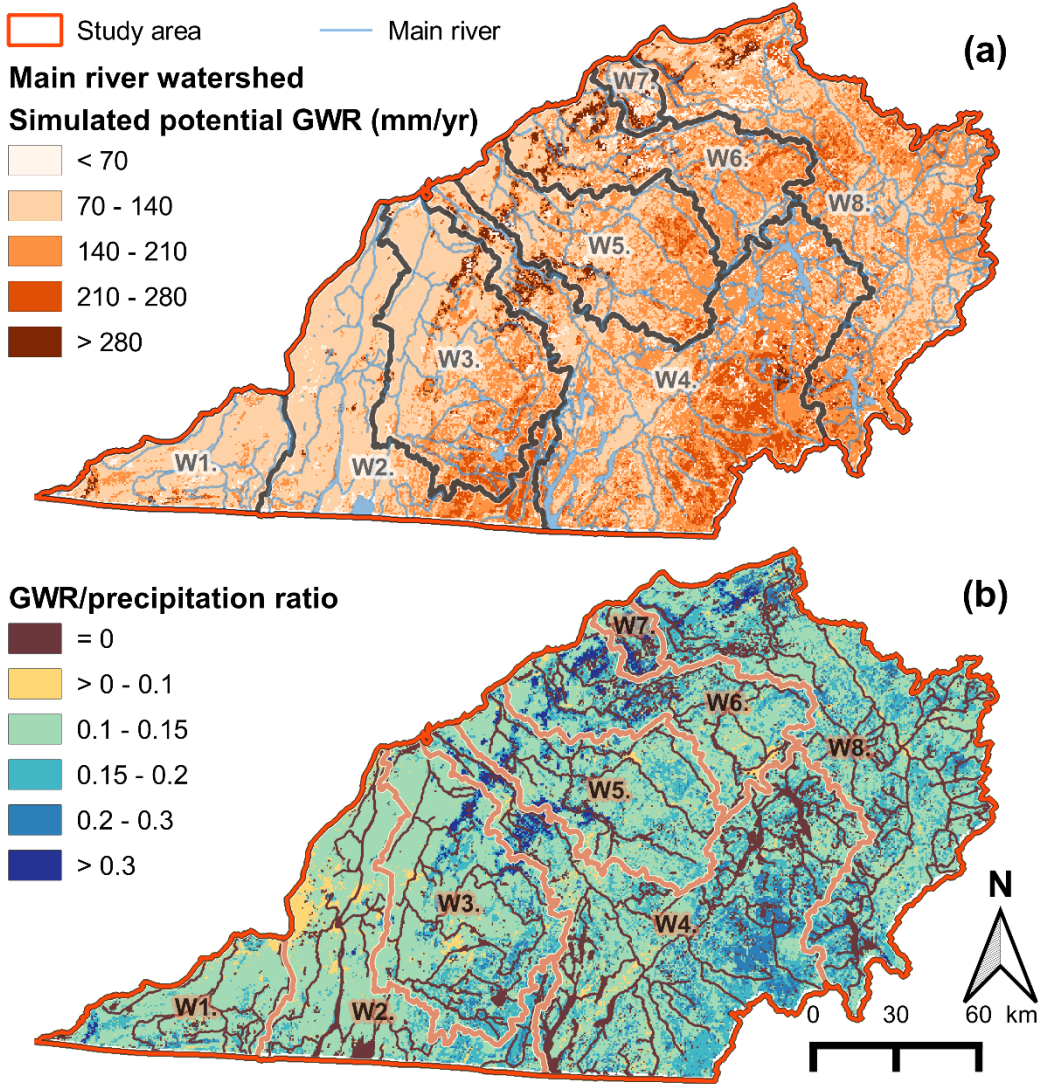 Study area
Main river
(a)
Main river watershed
Simulated potential GWR (mm/yr)
< 70
70 - 140
140 - 210
210 - 280
> 280
W7.
W6.
W8.
W5.
W3.
W4.
W1.
W2.
(b)
GWR/precipitation ratio
= 0
> 0 - 0.1
0.1 - 0.15
0.15 - 0.2
0.2 - 0.3
> 0.3
W7.
W6.
W8.
W5.
W3.
W4.
W1.
W2.
N
0 30 60 km